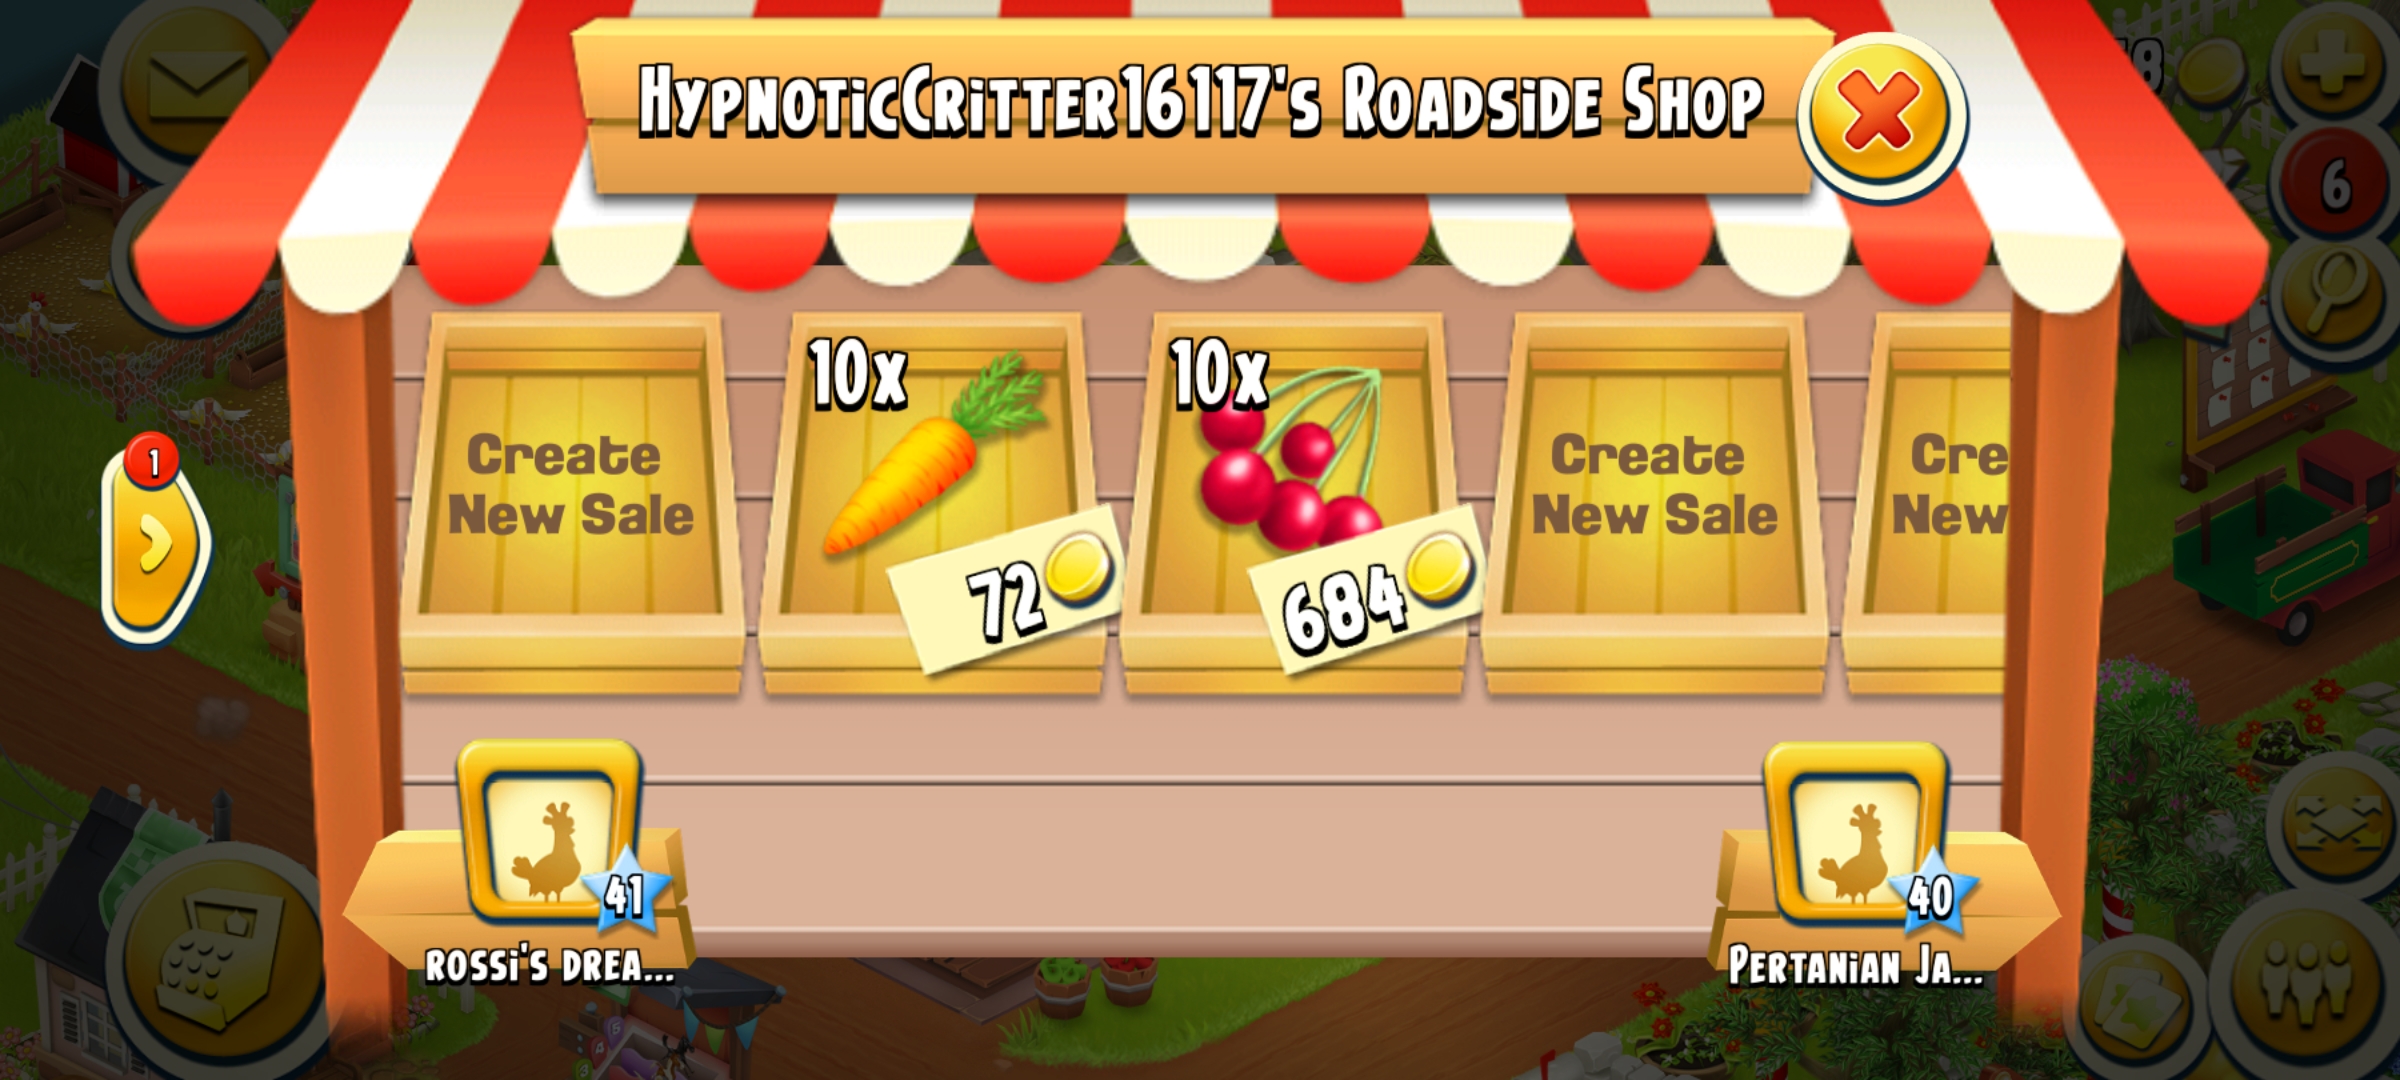 HypnoticCritter16117's Roadside Shop
8
6
1
Create
New Sale
10x
72
10x
684
Create
New Sale
Cre
New
41
ROSSi'S DREA...
40
PERTANiAN JA...